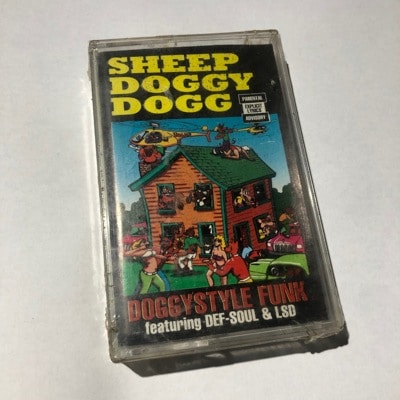 SHEEP
DOGGY
DOGG
PARENTAL
EXPLICIT LYRICS
ADVISORY
DOGGYSTYLE FUNK
featuring DEF-SOUL & LSD